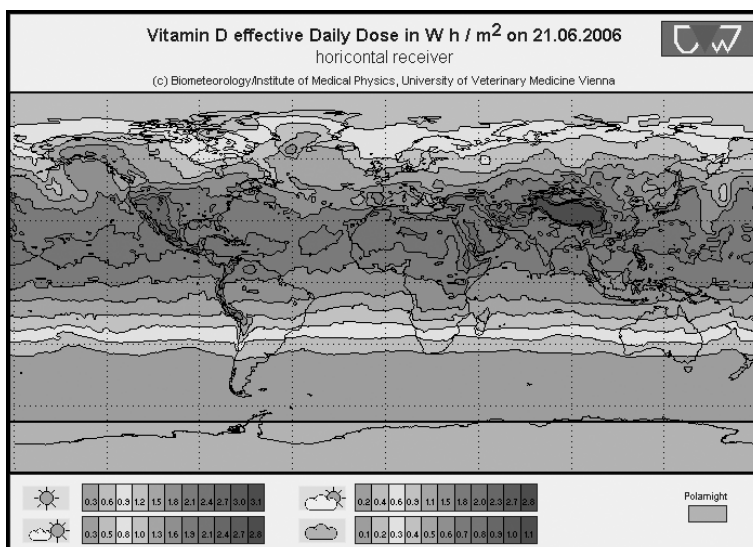 Vitamin D effective Daily Dose in W h / m² on 21.06.2006
horicontal receiver
(c) Biometeorology/Institute of Medical Physics, University of Veterinary Medicine Vienna
0.3 0.6 0.9 1.2 1.5 1.8 2.1 2.4 2.7 3.0 3.1
0.2 0.4 0.6 0.9 1.1 1.5 1.8 2.0 2.3 2.7 2.8
Polarnight
0.3 0.5 0.8 1.0 1.3 1.6 1.9 2.1 2.4 2.7 2.8
0.1 0.2 0.3 0.4 0.5 0.6 0.7 0.8 0.9 1.0 1.1